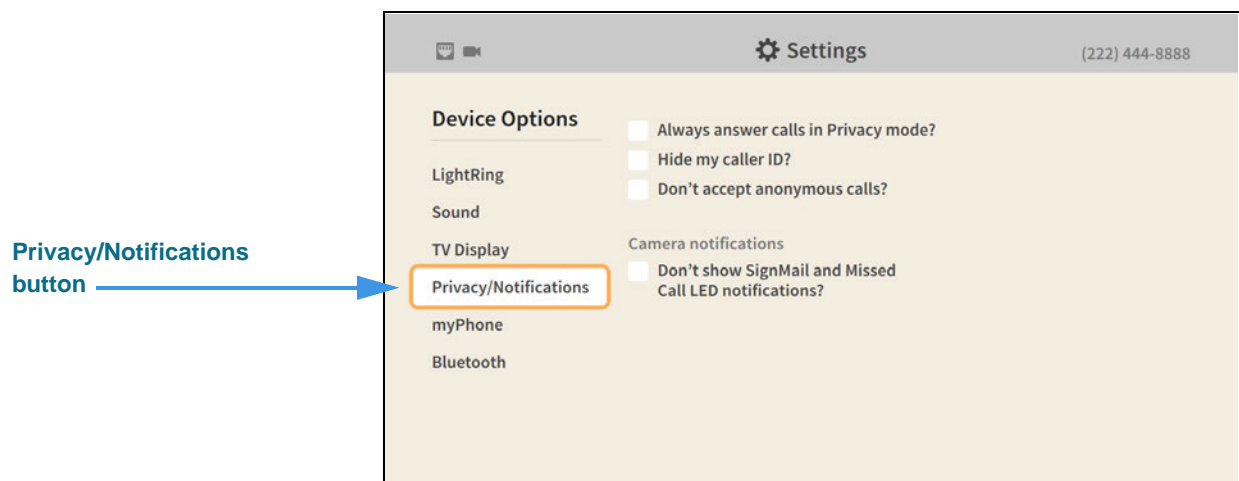 Settings
(222) 444-8888
Device Options
LightRing
Sound
TV Display
Privacy/Notifications
myPhone
Bluetooth
Always answer calls in Privacy mode?
Hide my caller ID?
Don’t accept anonymous calls?
Camera notifications
Don’t show SignMail and Missed
Call LED notifications?
Privacy/Notifications
button